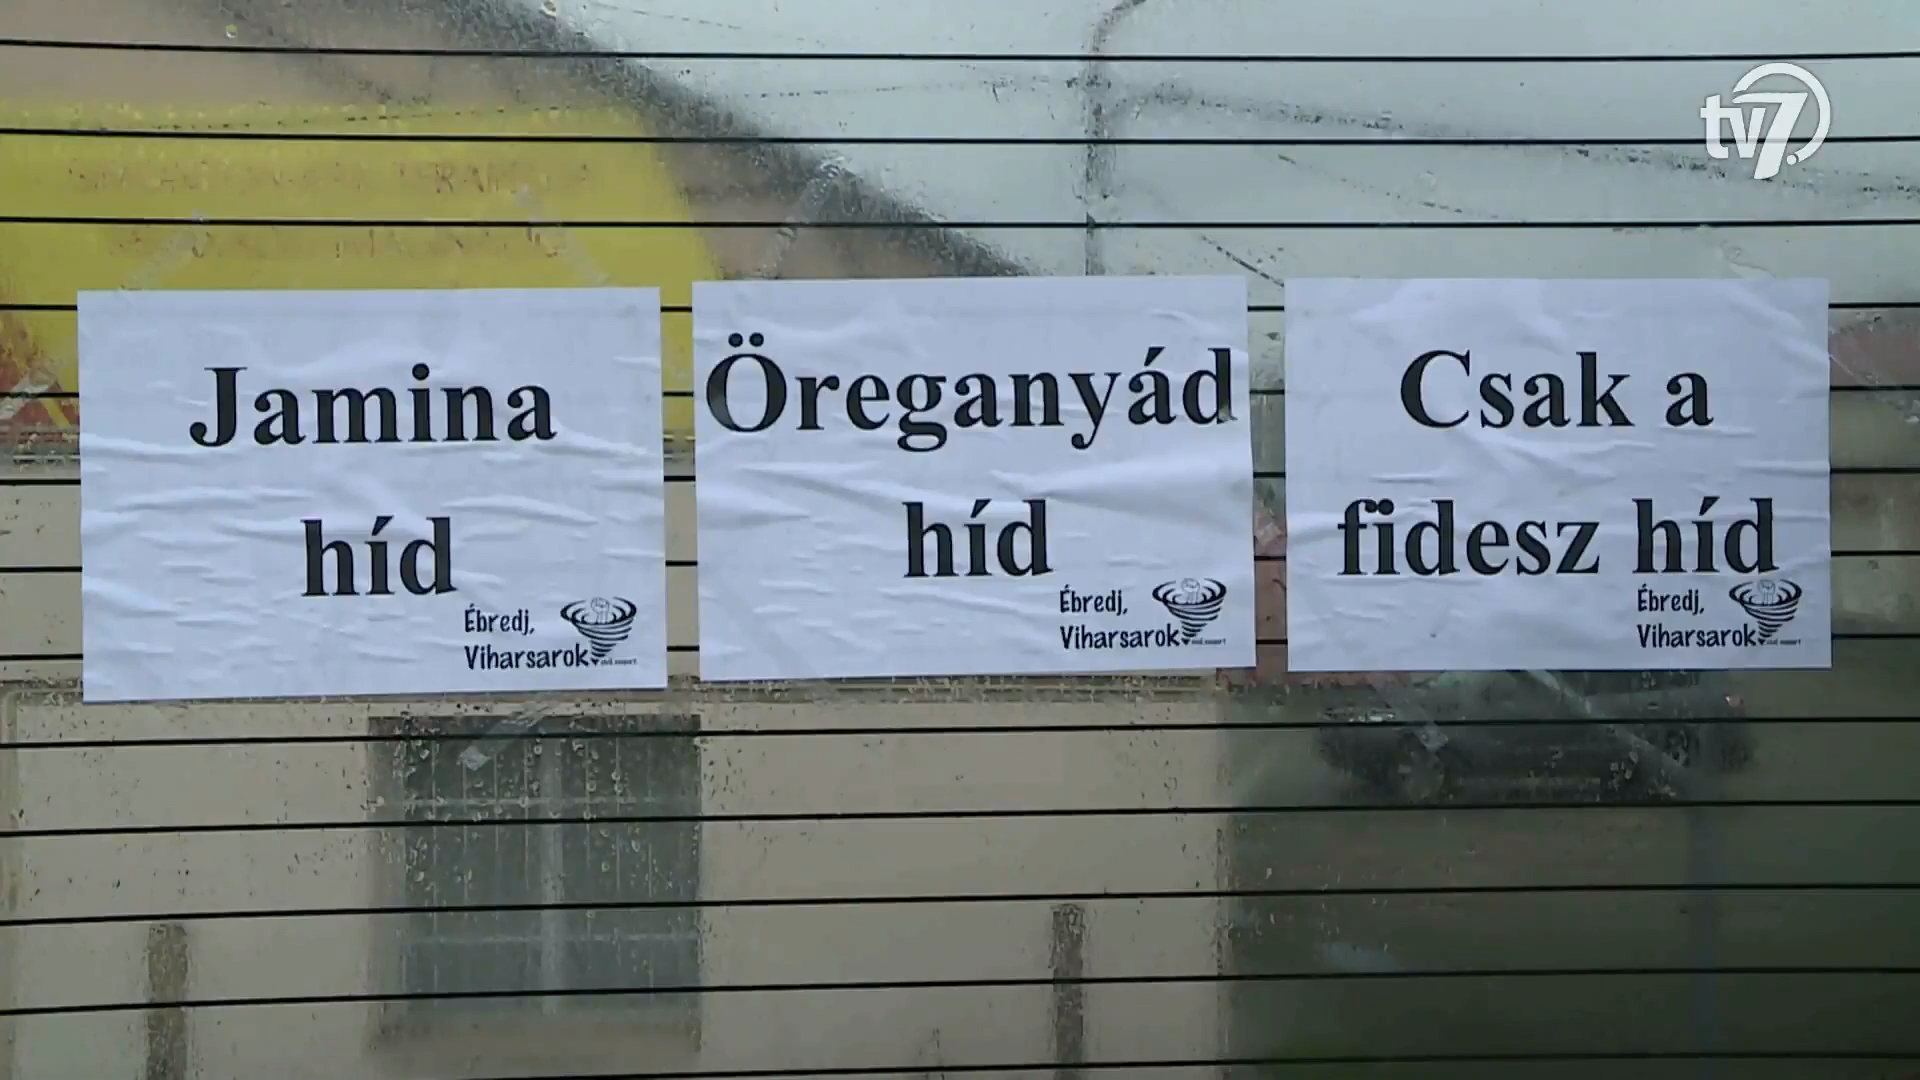 tv7.
Jamina
híd
Ébredj,
Viharsarok
Öreganyád
híd
Ébredj,
Viharsarok
Csak a
fidesz híd
Ébredj,
Viharsarok